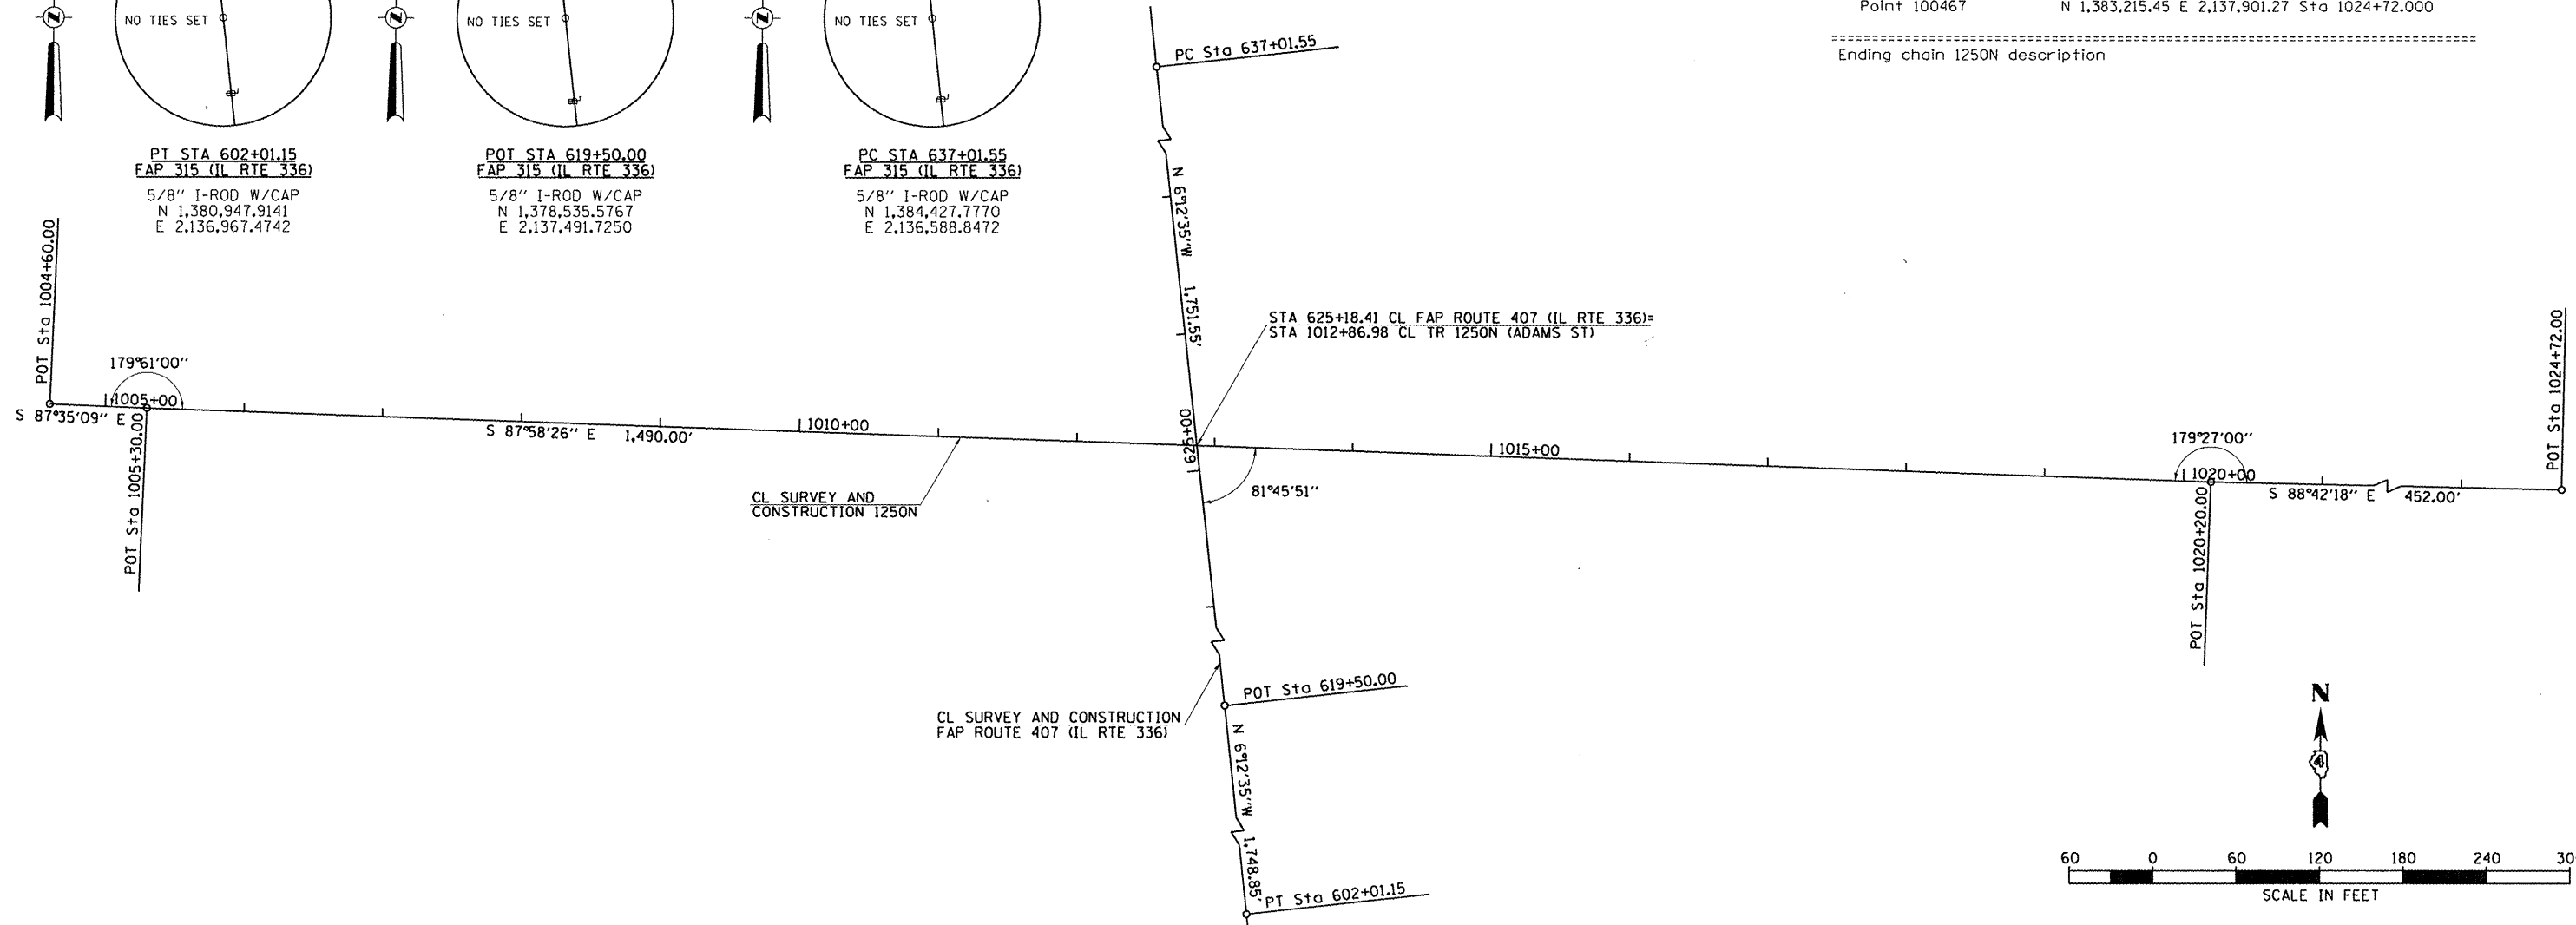 Point 100467 N 1,383,215.45 E 2,137,901.27 Sta 1024+72.000
Ending chain 1250N description
Z
NO TIES SET
Z
NO TIES SET
Z
NO TIES SET
PT STA 602+01.15
FAP 315 (IL RTE 336)
5/8" I-ROD W/CAP
N 1,380,947.9141
E 2,136,967.4742
POT STA 619+50.00
FAP 315 (IL RTE 336)
5/8" I-ROD W/CAP
N 1,378,535.5767
E 2,137,491.7250
PC STA 637+01.55
FAP 315 (IL RTE 336)
5/8" I-ROD W/CAP
N 1,384,427.7770
E 2,136,588.8472
PC Sta 637+01.55
N 6°12'35"W 1,751.55'
STA 625+18.41 CL FAP ROUTE 407 (IL RTE 336)=
STA 1012+86.98 CL TR 1250N (ADAMS ST)
POT Sta 1004+60.00
179°61'00"
1005+00
S 87°35'09" E
POT Sta 1005+30.00
S 87°58'26" E 1,490.00'
1010+00
625+00
1015+00
81°45'51"
CL SURVEY AND
CONSTRUCTION 1250N
179°27'00"
1020+00
S 88°42'18" E 452.00'
POT Sta 1024+72.00
POT Sta 1020+20.00
POT Sta 619+50.00
CL SURVEY AND CONSTRUCTION
FAP ROUTE 407 (IL RTE 336)
N 6°12'35"W 1,748.85'
PT Sta 602+01.15
N
4
60 0 60 120 180 240 30
SCALE IN FEET